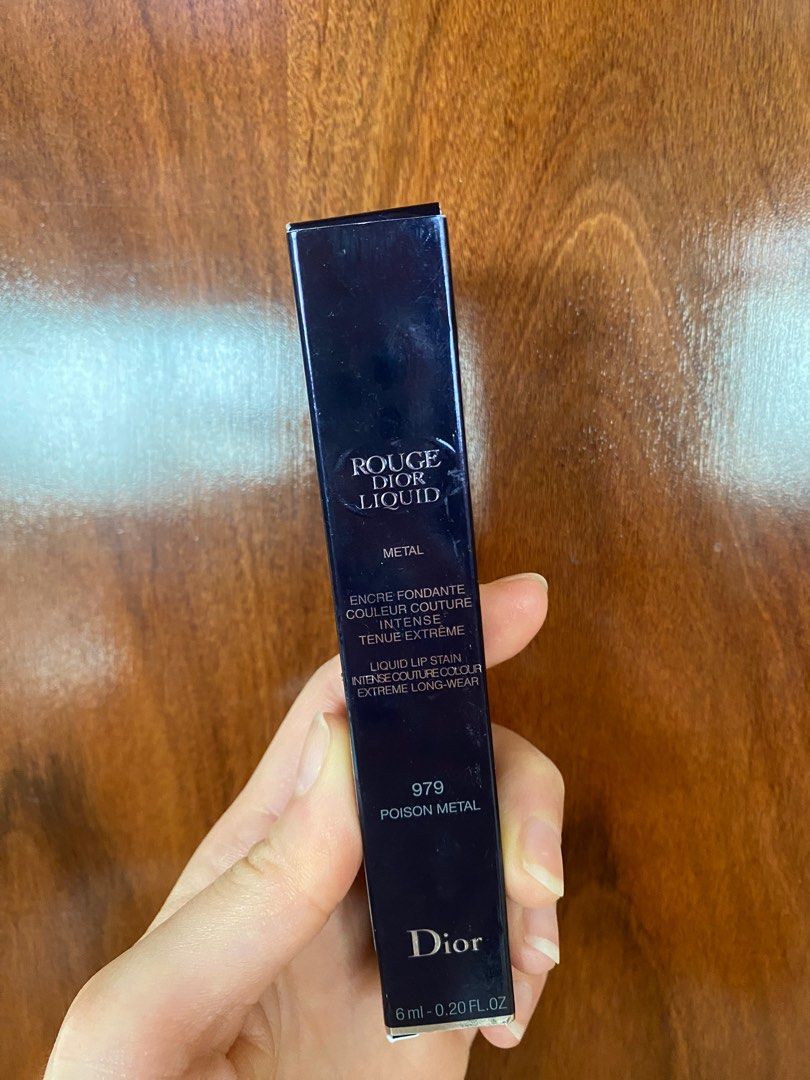 ROUGE
DIOR
LIQUID
METAL
ENCRE FONDANTE
COULEUR COUTURE
INTENSE
TENUE EXTRÊME
LIQUID LIP STAIN
INTENSE COUTURE COLOUR
EXTREME LONG-WEAR
979
POISON METAL
Dior
6 ml - 0.20 FL.OZ